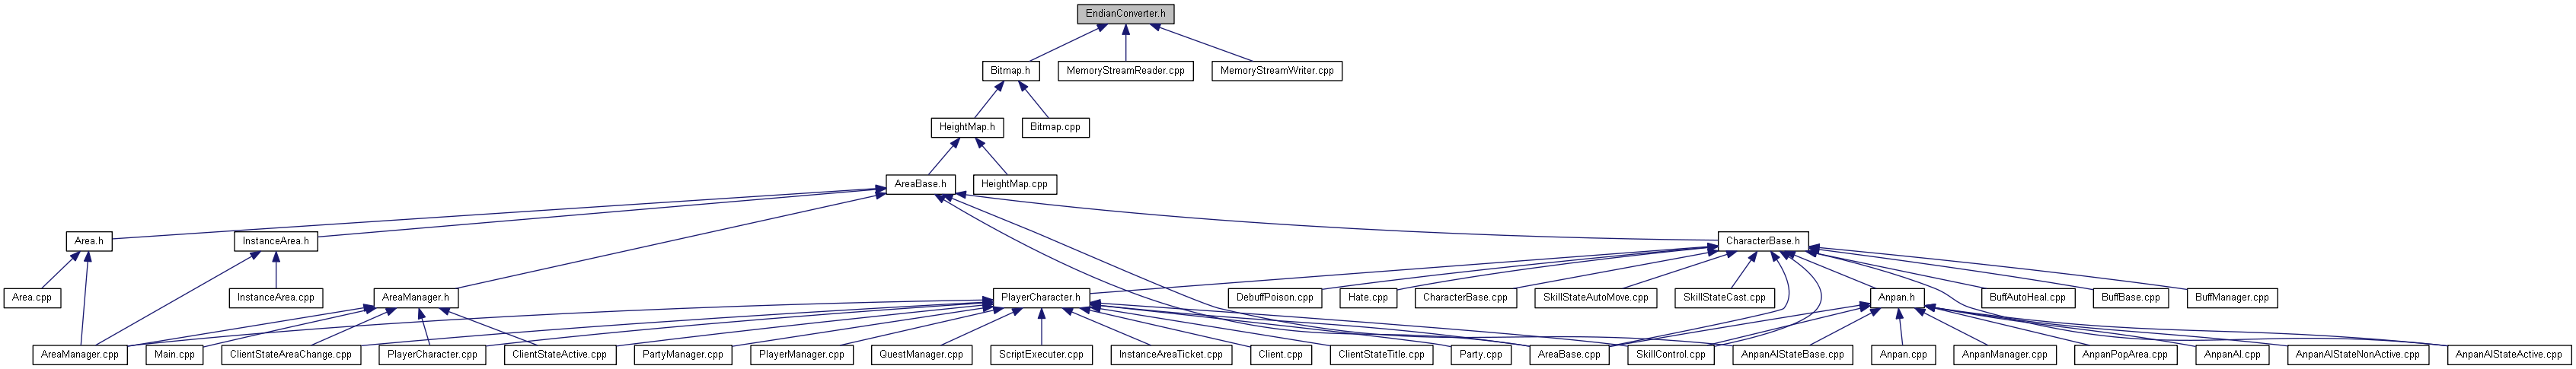 EndianConverter.h
Bitmap.h
MemoryStreamReader.cpp
MemoryStreamWriter.cpp
HeightMap.h
Bitmap.cpp
AreaBase.h
HeightMap.cpp
Area.h
InstanceArea.h
CharacterBase.h
Area.cpp
InstanceArea.cpp
AreaManager.h
PlayerCharacter.h
DebuffPoison.cpp
Hate.cpp
CharacterBase.cpp
SkillStateAutoMove.cpp
SkillStateCast.cpp
Anpan.h
BuffAutoHeal.cpp
BuffBase.cpp
BuffManager.cpp
AreaManager.cpp
Main.cpp
ClientStateAreaChange.cpp
PlayerCharacter.cpp
ClientStateActive.cpp
PartyManager.cpp
PlayerManager.cpp
QuestManager.cpp
ScriptExecuter.cpp
InstanceAreaTicket.cpp
Client.cpp
ClientStateTitle.cpp
Party.cpp
AreaBase.cpp
SkillControl.cpp
AnpanAIStateBase.cpp
Anpan.cpp
AnpanManager.cpp
AnpanPopArea.cpp
AnpanAI.cpp
AnpanAIStateNonActive.cpp
AnpanAIStateActive.cpp